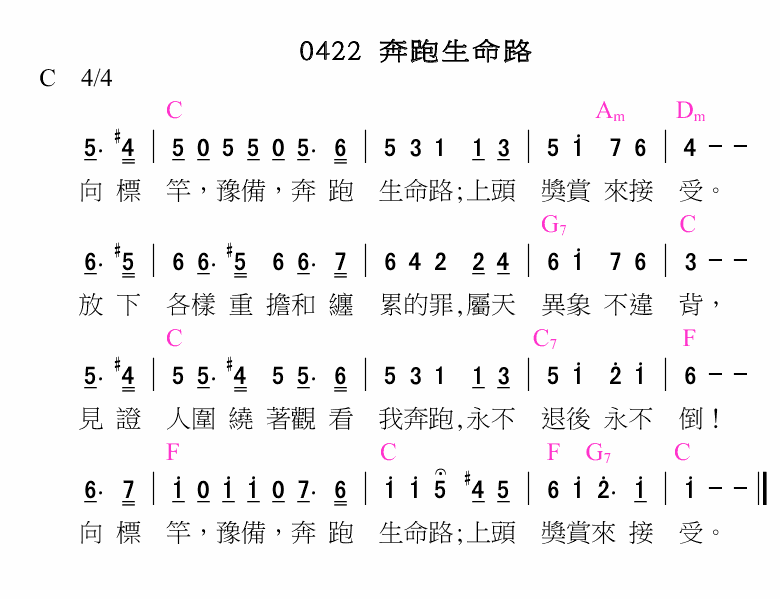 0422 奔跑生命路
C 4/4
C Am Dm
5. #4 | 5 0 5 5 0 5. 6 | 5 3 1 1 3 | 5 i 7 6 | 4 – –
向 標 竿，豫備，奔 跑 生命路；上頭 獎賞 來接 受。
G7 C
6. #5 | 6 6. #5 6 6. 7 | 6 4 2 2 4 | 6 i 7 6 | 3 – –
放 下 各樣 重 擔和 纏 累的罪，屬天 異象 不違 背，
C C7 F
5. #4 | 5 5. #4 5 5. 6 | 5 3 1 1 3 | 5 i 2̇ i | 6 – –
見 證 人圍 繞 著觀 看 我奔跑，永不 退後 永不 倒！
F C F G7 C
6. 7 | i 0 i i 0 7. 6 | i i 5 #4 5 | 6 i 2̇. i | i – – ‖
向 標 竿，豫備，奔 跑 生命路；上頭 獎賞來 接 受。